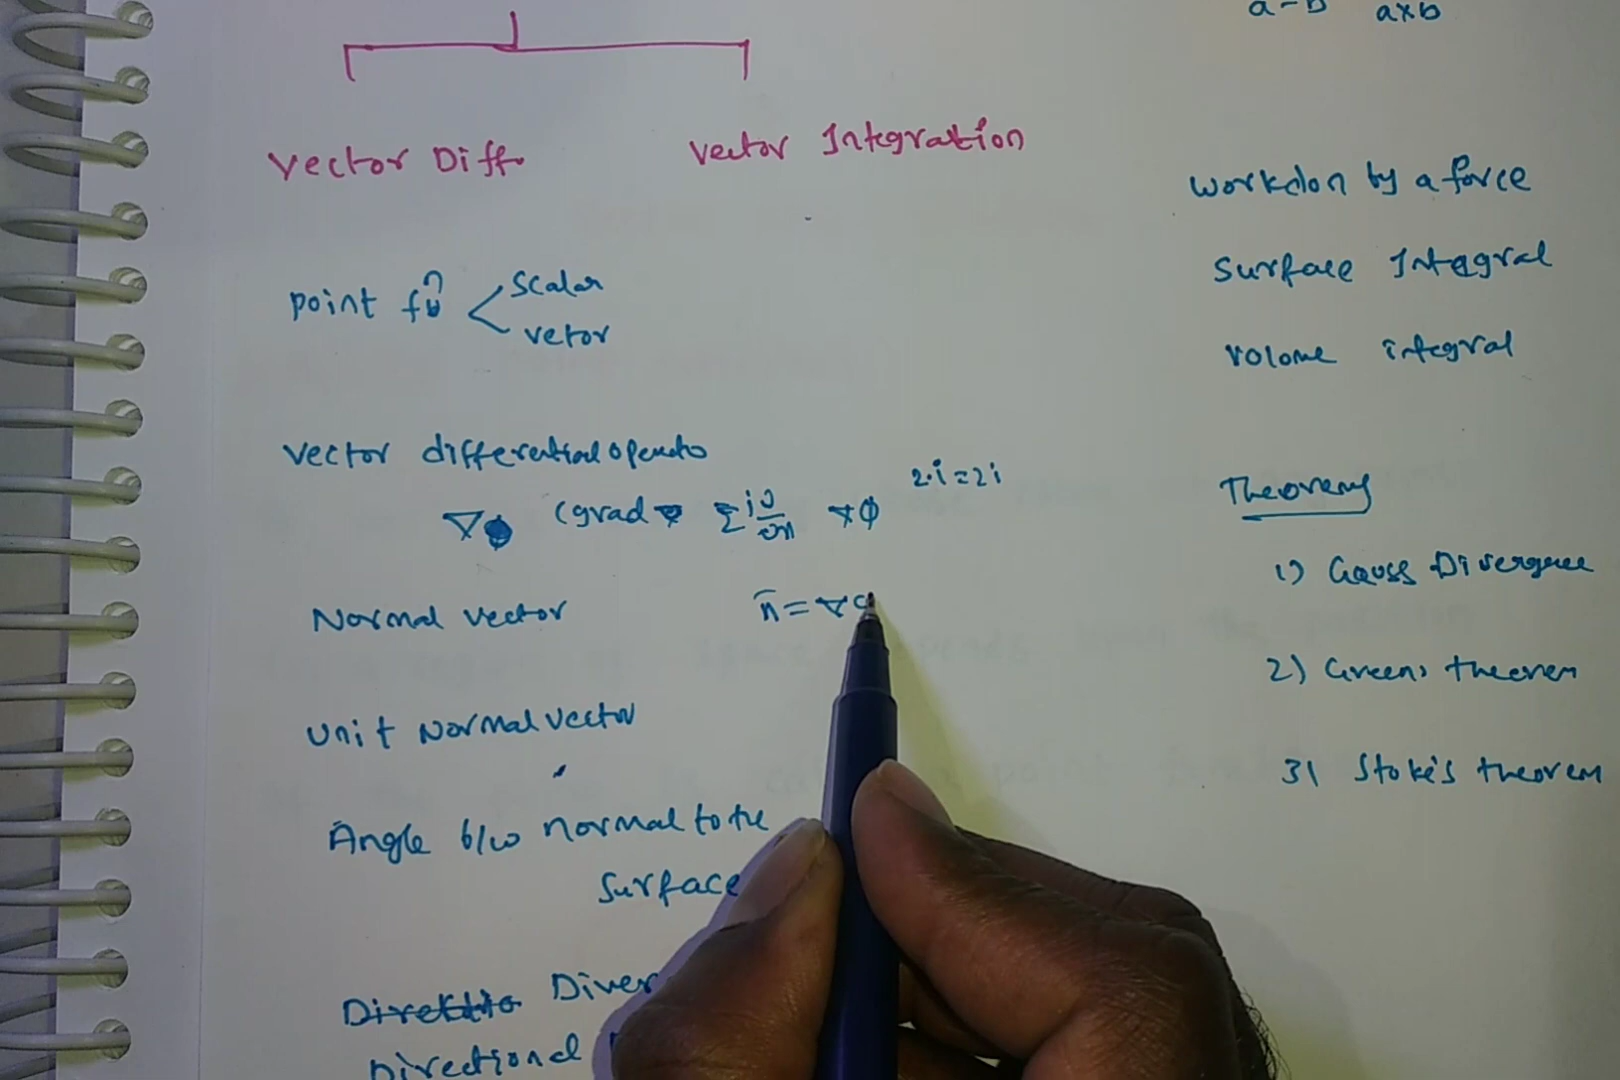 a-b axb
Vector Diff
Vector Integration
workdon by a force
Surface Integral
volome integral
point fn
Scalar
vetor
vector differential operato
2.i=2i
∇ (grad Σ i∂/∂x ∇φ
Normal vector n̄ = ∇
Unit Normal Vector
Angle b/w normal to the
Surface
Diver
Directional
Theorems
1) Gauss Divergence
2) Greens theorem
3) Stoke's theorem